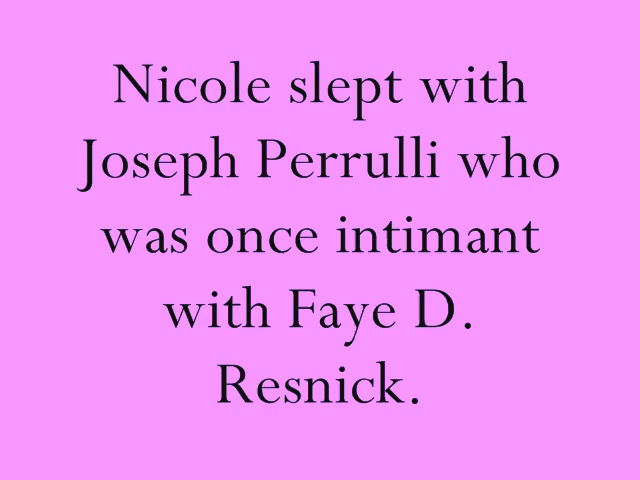 Nicole slept with
Joseph Perrulli who
was once intimant
with Faye D.
Resnick.